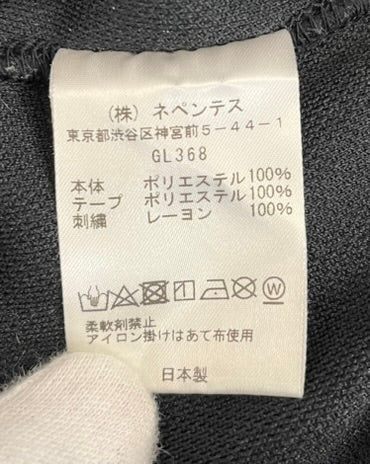 （株）ネペンテス
東京都渋谷区神宮前5－44－1
GL368
本体 ポリエステル100%
テープ ポリエステル100%
刺繍 レーヨン 100%
W
柔軟剤禁止
アイロン掛けはあて布使用
日本製